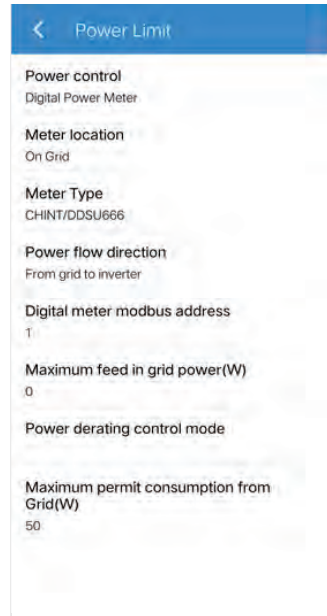 Power Limit
Power control
Digital Power Meter
Meter location
On Grid
Meter Type
CHINT/DDSU666
Power flow direction
From grid to inverter
Digital meter modbus address
1
Maximum feed in grid power(W)
0
Power derating control mode
Maximum permit consumption from
Grid(W)
50